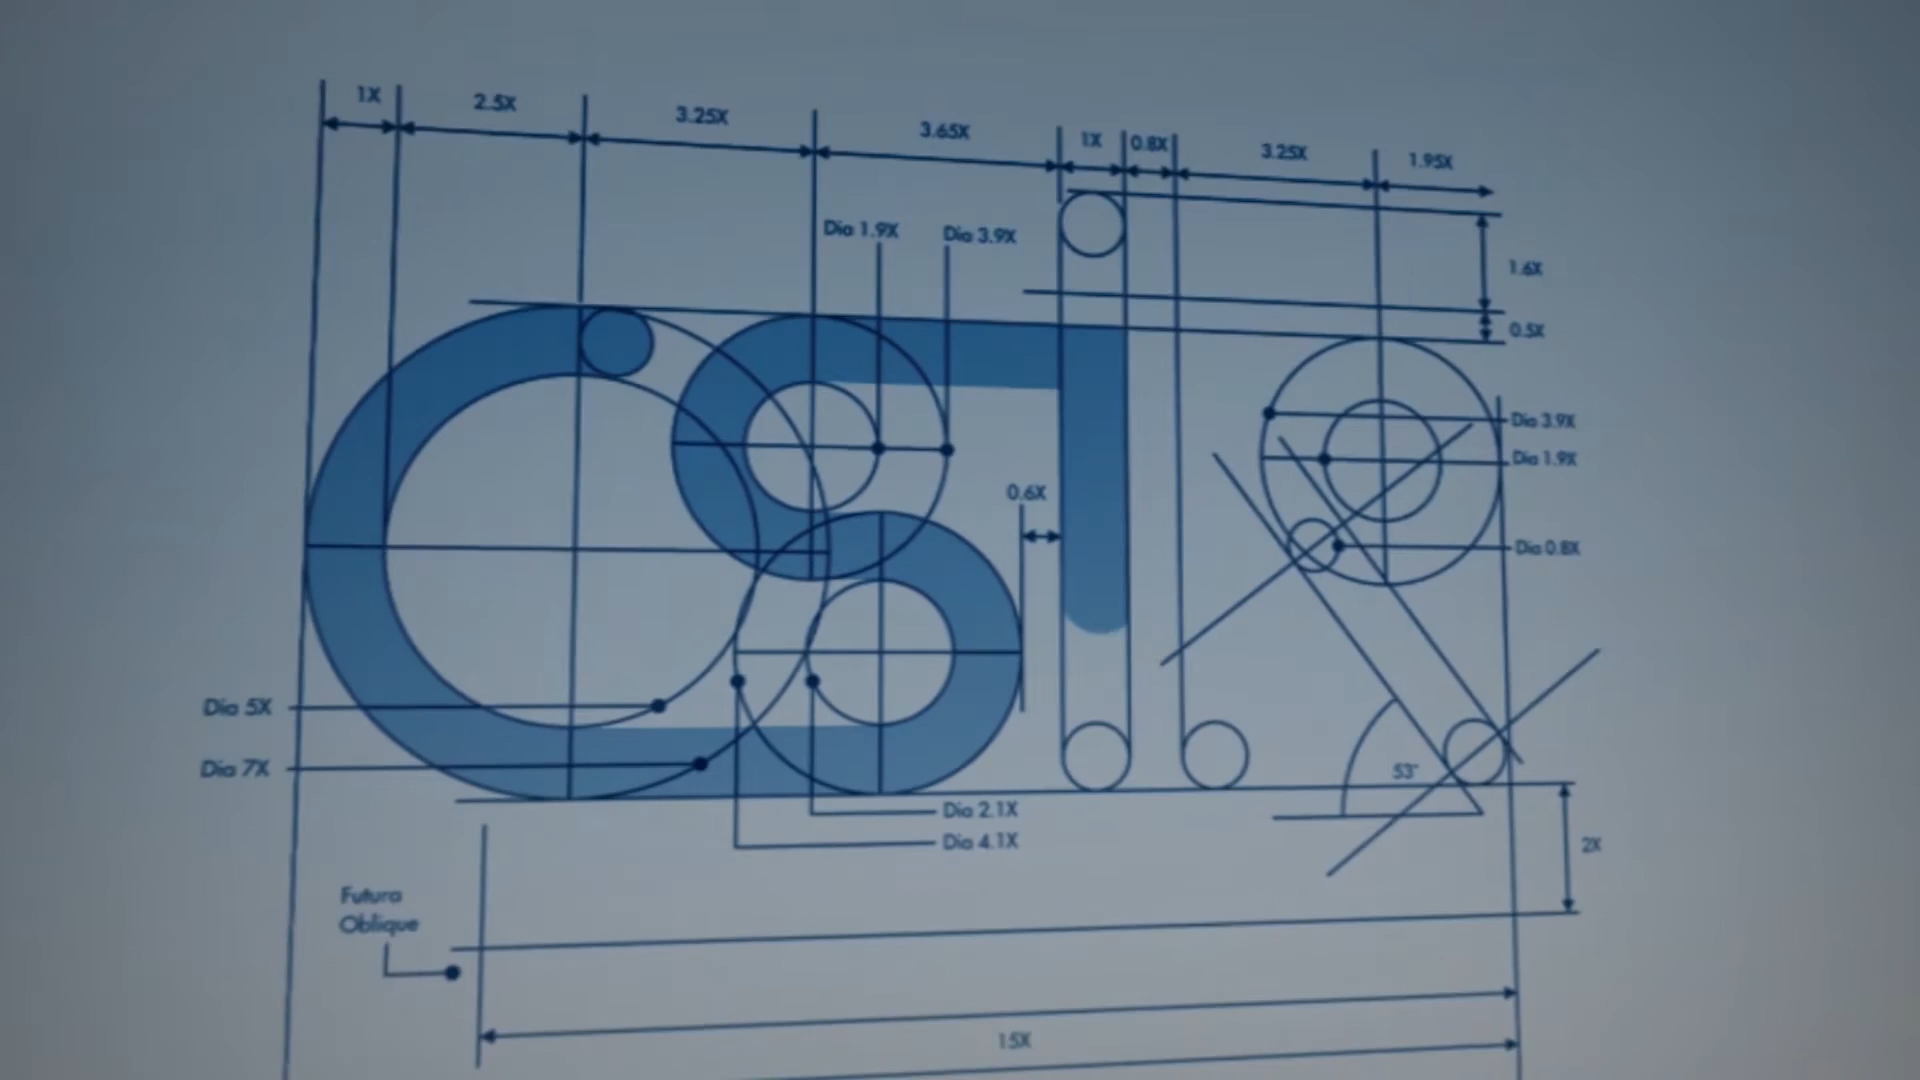 1X
2.5X
3.25X
3.65X
1X
0.8X
3.25X
1.95X
Dia 1.9X
Dia 3.9X
1.6X
0.5X
Dia 3.9X
Dia 1.9X
0.6X
Dia 0.8X
Dia 5X
Dia 7X
53°
Dia 2.1X
Dia 4.1X
2X
Futura
Oblique
15X